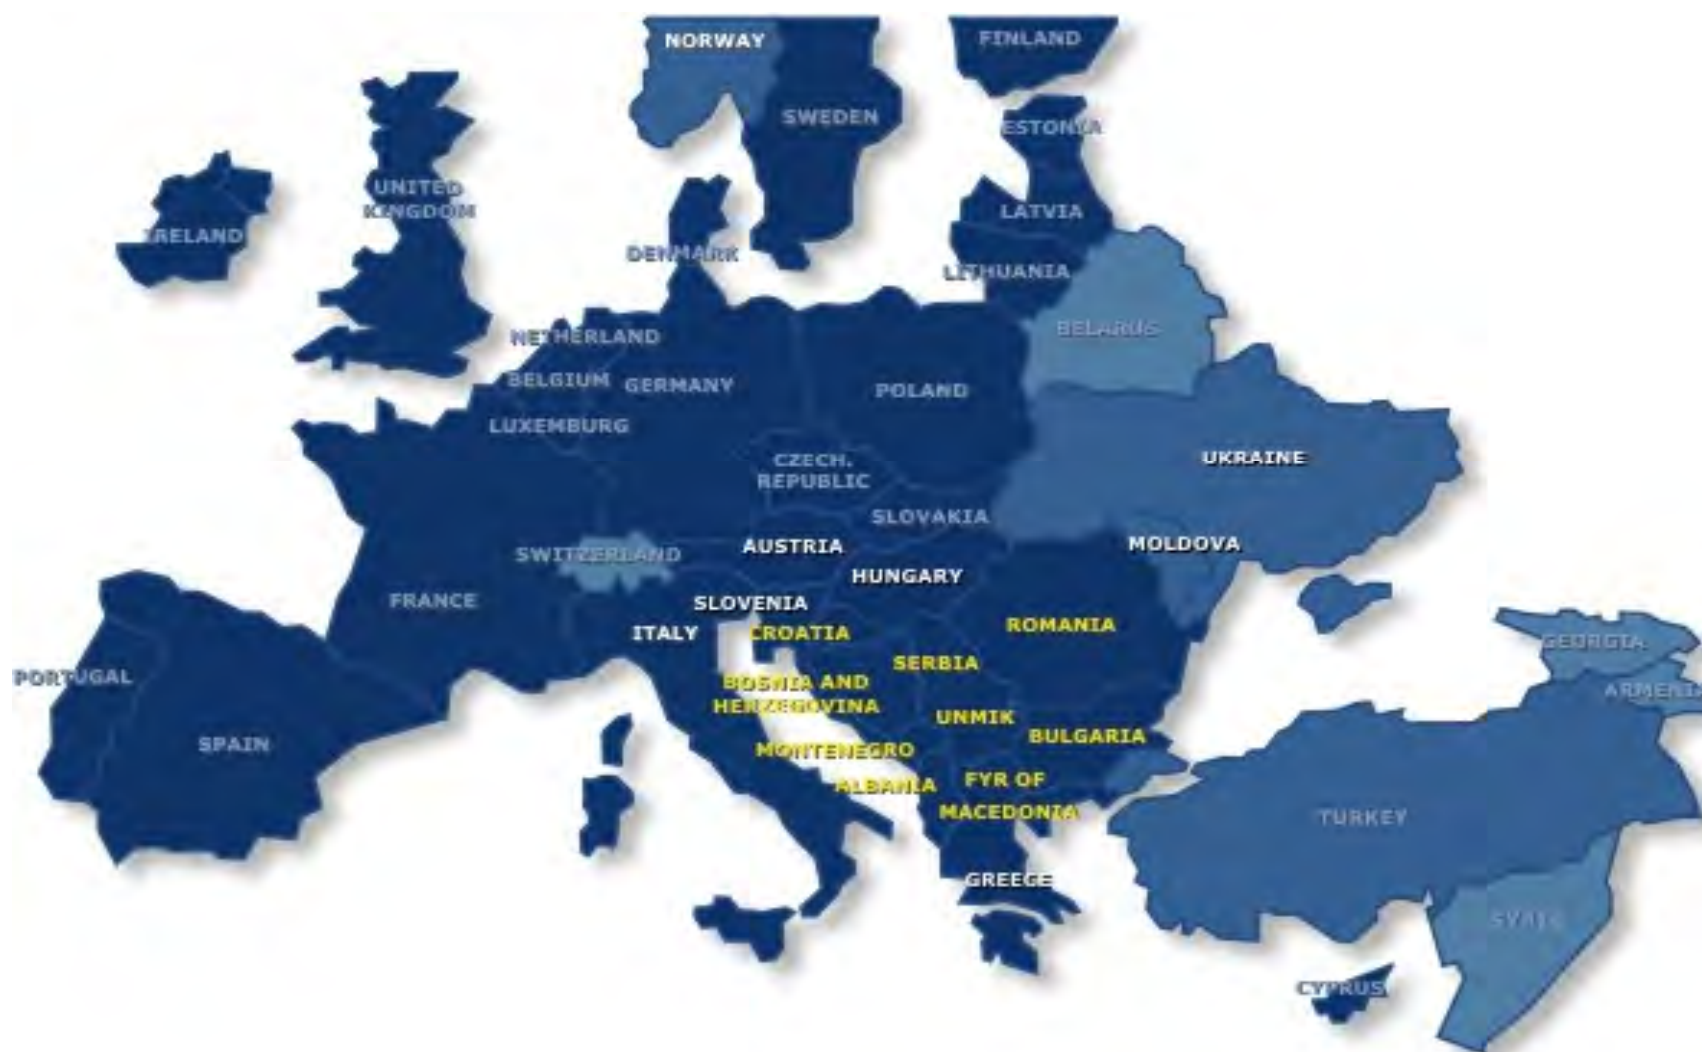 NORWAY
FINLAND
SWEDEN
ESTONIA
UNITED
KINGDOM
LATVIA
IRELAND
DENMARK
LITHUANIA
BELARUS
NETHERLAND
BELGIUM
GERMANY
POLAND
LUXEMBURG
CZECH.
REPUBLIC
UKRAINE
SLOVAKIA
SWITZERLAND
AUSTRIA
MOLDOVA
HUNGARY
FRANCE
SLOVENIA
ITALY
CROATIA
ROMANIA
GEORGIA
SERBIA
PORTUGAL
BOSNIA AND
HERZEGOVINA
ARMENIA
UNMIK
SPAIN
BULGARIA
MONTENEGRO
ALBANIA
FYR OF
MACEDONIA
TURKEY
GREECE
SYRIA
CYPRUS